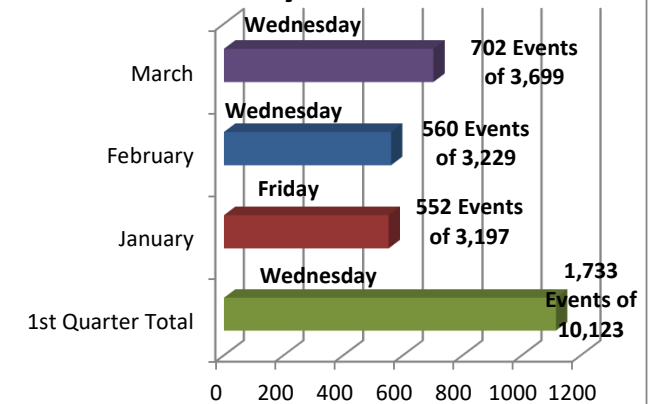 Wednesday
702 Events
of 3,699
March
Wednesday
560 Events
of 3,229
February
Friday
552 Events
of 3,197
January
Wednesday
1,733
Events of
10,123
1st Quarter Total
0 200 400 600 800 1000 1200